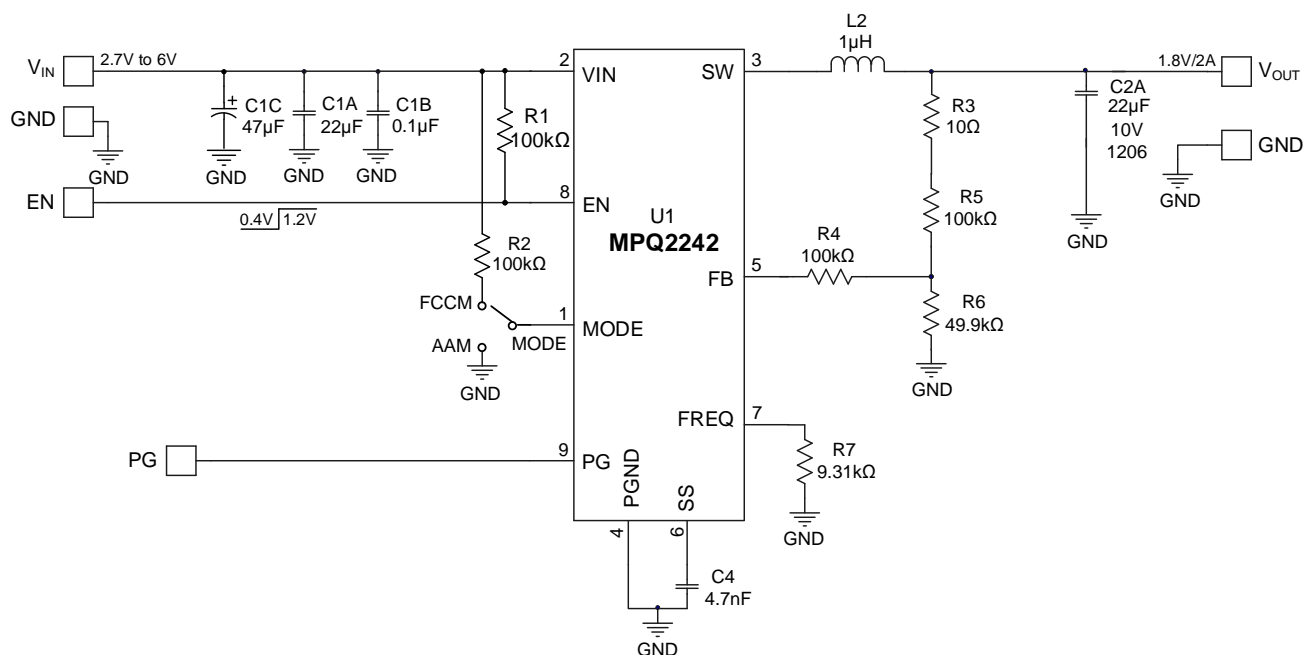 L2
1µH
VIN
2.7V to 6V
2
VIN
SW
3
1.8V/2A
VOUT
C1C
47µF
+
C1A
22µF
C1B
0.1µF
R1
100kΩ
R3
10Ω
C2A
22µF
10V
1206
GND
GND
GND
GND
GND
GND
GND
EN
0.4V
1.2V
8
EN
U1
MPQ2242
R5
100kΩ
GND
R2
100kΩ
FB
5
R4
100kΩ
R6
49.9kΩ
FCCM
1
MODE
MODE
AAM
GND
GND
FREQ
7
R7
9.31kΩ
PG
9
PG
PGND
SS
GND
4
6
C4
4.7nF
GND